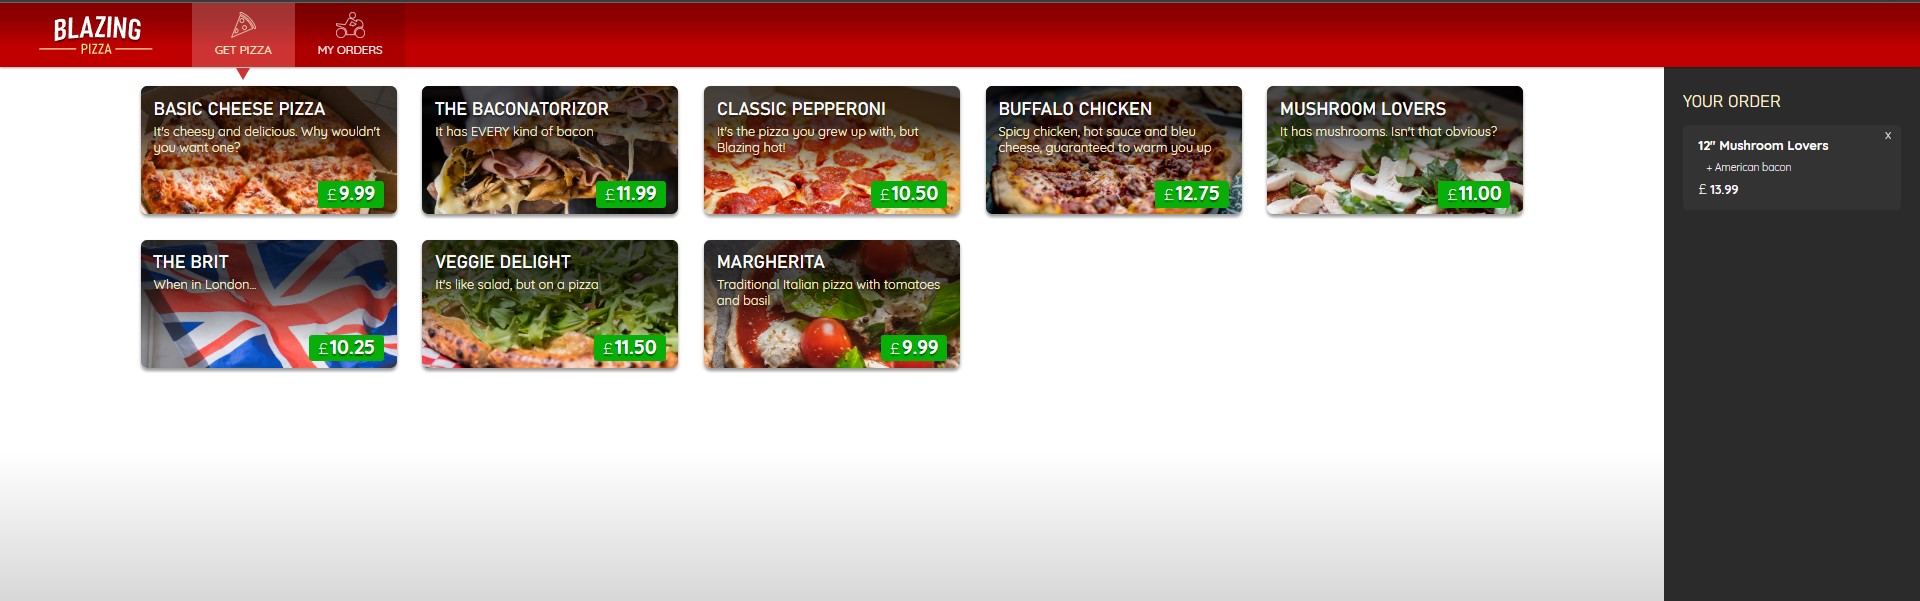 BLAZING
PIZZA
GET PIZZA
MY ORDERS
BASIC CHEESE PIZZA
It's cheesy and delicious. Why wouldn't
you want one?
£9.99
THE BACONATORIZOR
It has EVERY kind of bacon
£11.99
CLASSIC PEPPERONI
It's the pizza you grew up with, but
Blazing hot!
£10.50
BUFFALO CHICKEN
Spicy chicken, hot sauce and bleu
cheese, guaranteed to warm you up
£12.75
MUSHROOM LOVERS
It has mushrooms. Isn't that obvious?
£11.00
THE BRIT
When in London...
£10.25
VEGGIE DELIGHT
It's like salad, but on a pizza
£11.50
MARGHERITA
Traditional Italian pizza with tomatoes
and basil
£9.99
YOUR ORDER
x
12" Mushroom Lovers
+ American bacon
£ 13.99